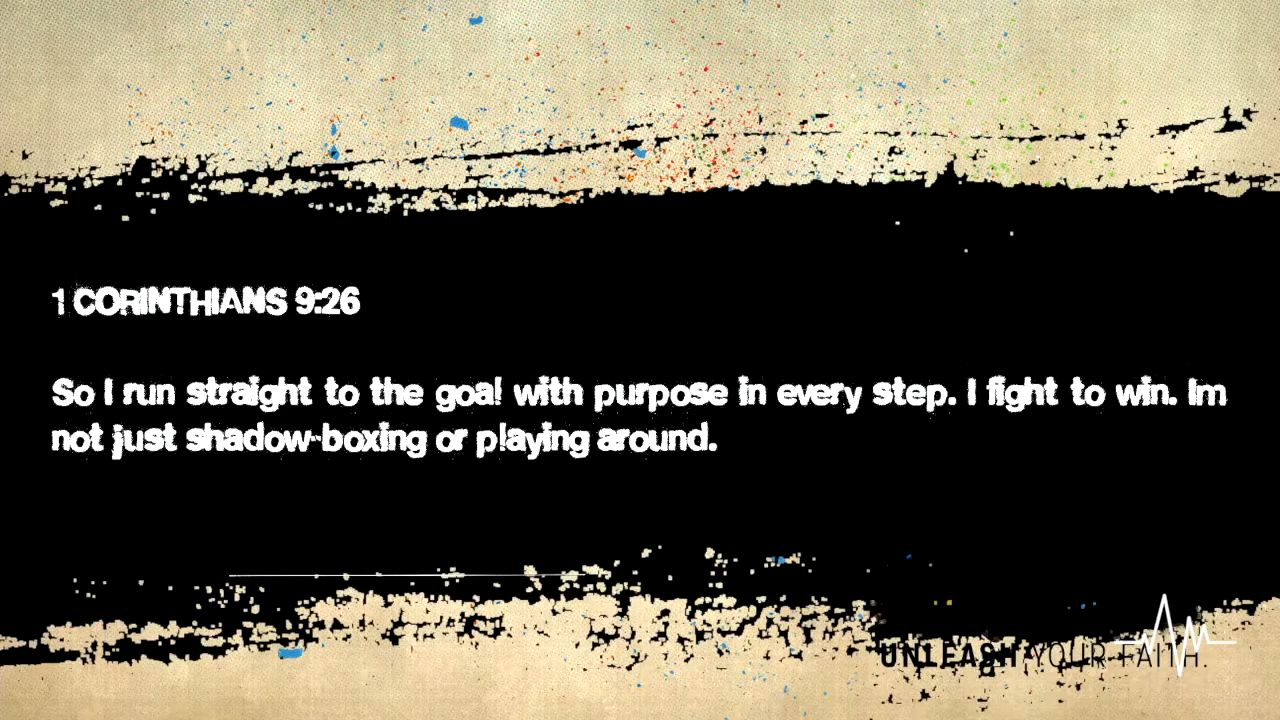 1 CORINTHIANS 9:26
So I run straight to the goal with purpose in every step. I fight to win. Im
not just shadow-boxing or playing around.
UNLEASH YOUR FAITH.